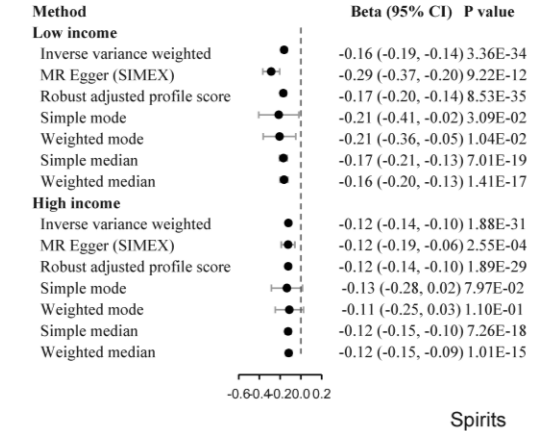 Method Beta (95% CI) P value
Low income
Inverse variance weighted -0.16 (-0.19, -0.14) 3.36E-34
MR Egger (SIMEX) -0.29 (-0.37, -0.20) 9.22E-12
Robust adjusted profile score -0.17 (-0.20, -0.14) 8.53E-35
Simple mode -0.21 (-0.41, -0.02) 3.09E-02
Weighted mode -0.21 (-0.36, -0.05) 1.04E-02
Simple median -0.17 (-0.21, -0.13) 7.01E-19
Weighted median -0.16 (-0.20, -0.13) 1.41E-17
High income
Inverse variance weighted -0.12 (-0.14, -0.10) 1.88E-31
MR Egger (SIMEX) -0.12 (-0.19, -0.06) 2.55E-04
Robust adjusted profile score -0.12 (-0.14, -0.10) 1.89E-29
Simple mode -0.13 (-0.28, 0.02) 7.97E-02
Weighted mode -0.11 (-0.25, 0.03) 1.10E-01
Simple median -0.12 (-0.15, -0.10) 7.26E-18
Weighted median -0.12 (-0.15, -0.09) 1.01E-15
-0.6-0.4-0.20.0 0.2
Spirits